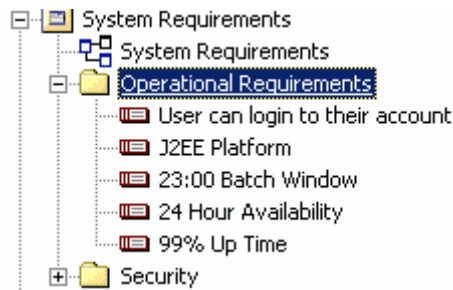 System Requirements
System Requirements
Operational Requirements
User can login to their account
J2EE Platform
23:00 Batch Window
24 Hour Availability
99% Up Time
Security